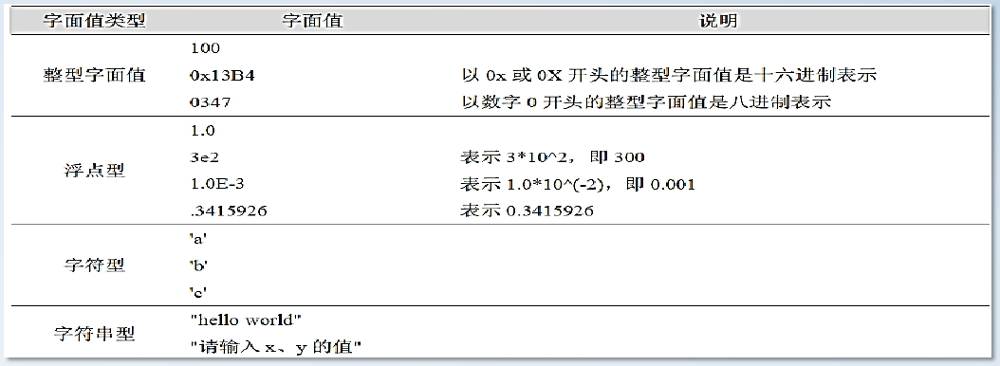 字面值类型 字面值 说明
100
整型字面值 0x13B4 以 0x 或 0X 开头的整型字面值是十六进制表示
0347 以数字 0 开头的整型字面值是八进制表示
1.0
3e2 表示 3*10^2，即 300
浮点型
1.0E-3 表示 1.0*10^(-2)，即 0.001
.3415926 表示 0.3415926
'a'
字符型 'b'
'c'
"hello world"
字符串型
"请输入 x、y 的值"